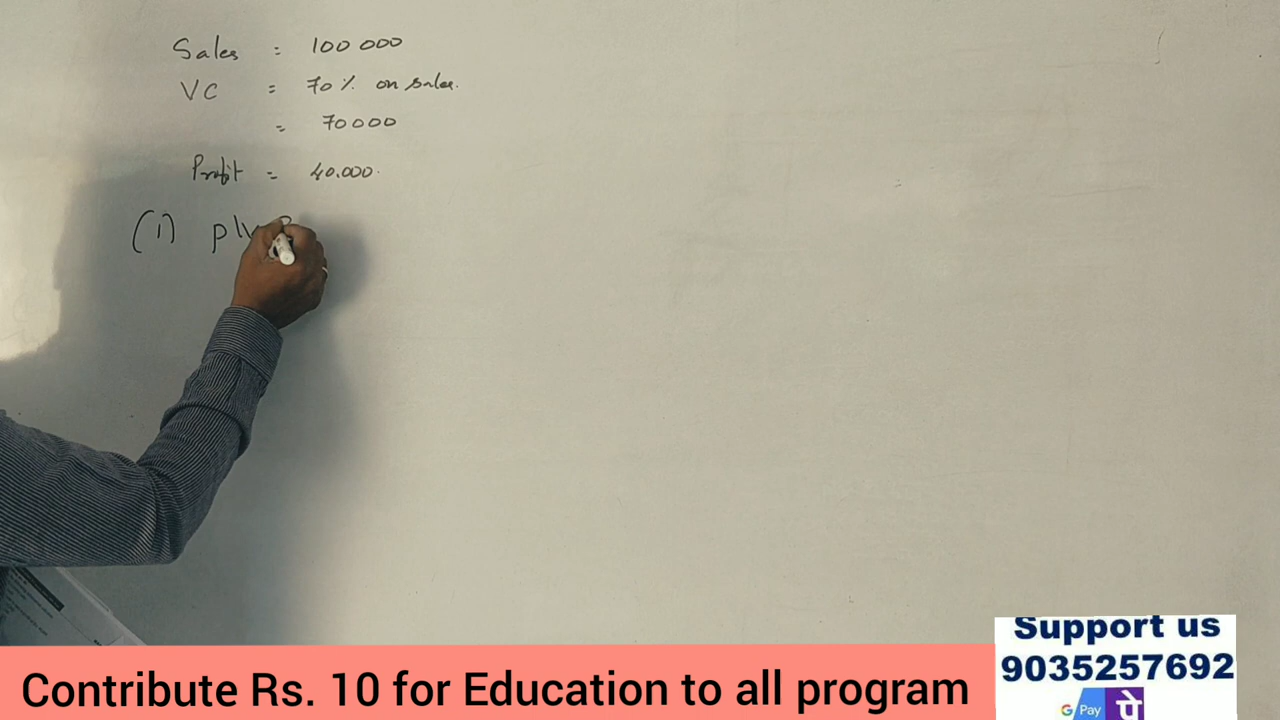 Sales : 100 000
VC = 70% on sales.
= 70000
Profit = 40.000.
(1) P/V
Support us
9035257692
G Pay पे
Contribute Rs. 10 for Education to all program